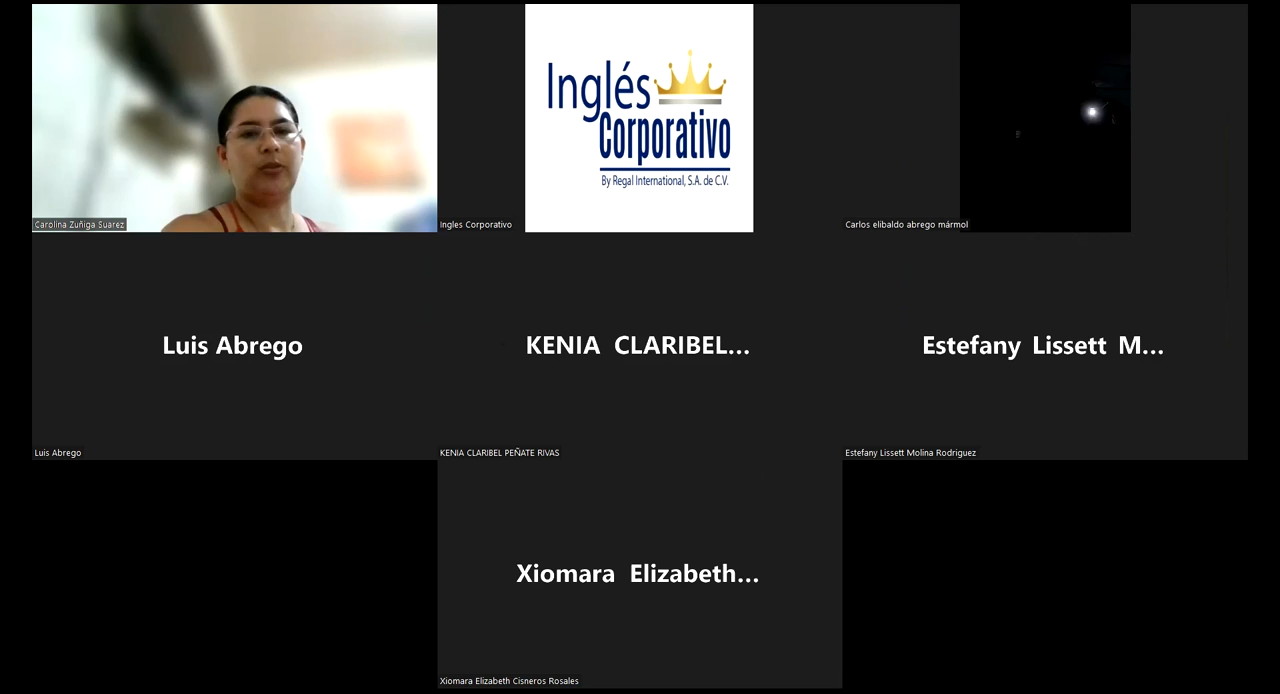 Inglés
Corporativo
By Regal International, S.A. de C.V.
Carolina Zuñiga Suarez
Ingles Corporativo
Carlos elibaldo abrego mármol
Luis Abrego
KENIA CLARIBEL...
Estefany Lissett M...
Luis Abrego
KENIA CLARIBEL PEÑATE RIVAS
Estefany Lissett Molina Rodriguez
Xiomara Elizabeth...
Xiomara Elizabeth Cisneros Rosales